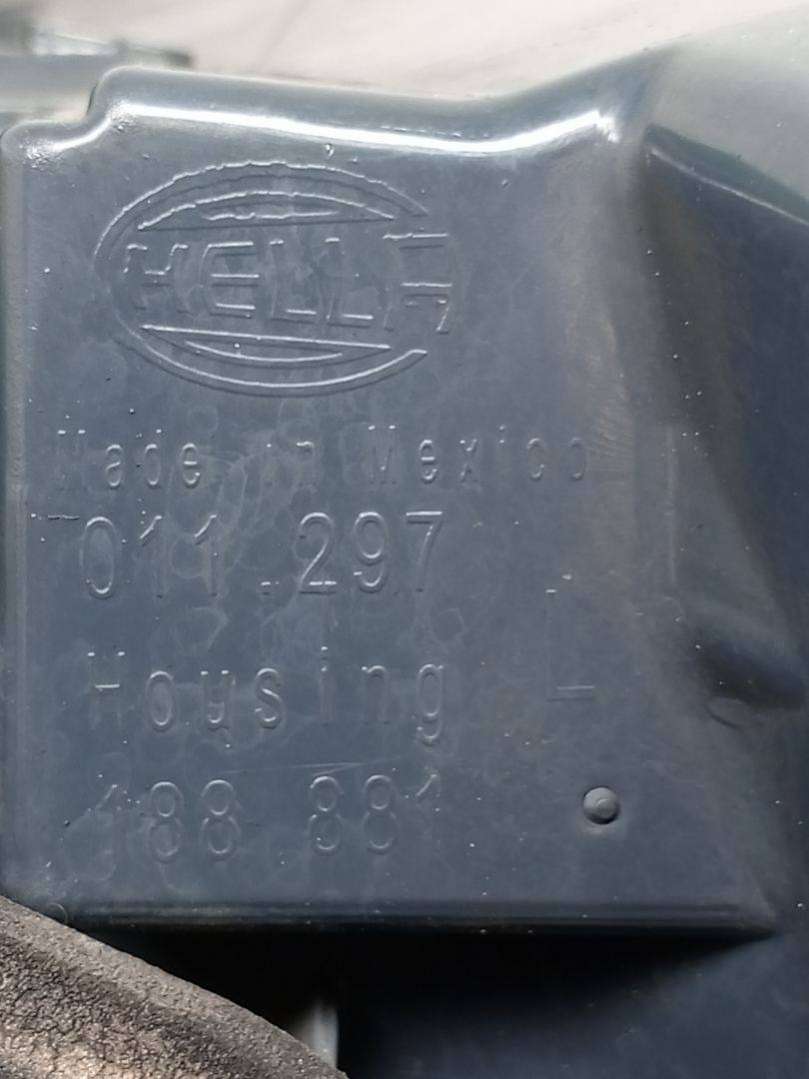 HELLA
Made in Mexico
011.297
Housing L
188.881